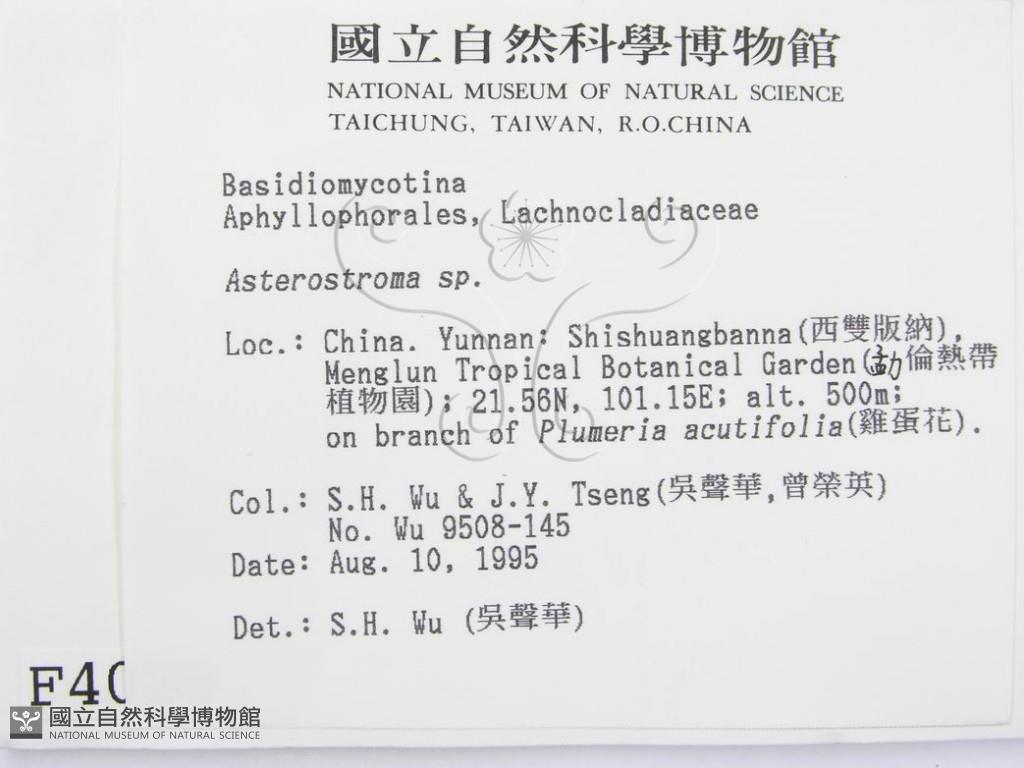 國立自然科學博物館
NATIONAL MUSEUM OF NATURAL SCIENCE
TAICHUNG, TAIWAN, R.O.CHINA
Basidiomycotina
Aphyllophorales, Lachnocladiaceae
Asterostroma sp.
Loc.: China. Yunnan: Shishuangbanna(西雙版納),
Menglun Tropical Botanical Garden(勐倫熱帶
植物園); 21.56N, 101.15E; alt. 500m;
on branch of Plumeria acutifolia(雞蛋花).
Col.: S.H. Wu & J.Y. Tseng(吳聲華,曾榮英)
No. Wu 9508-145
Date: Aug. 10, 1995
Det.: S.H. Wu (吳聲華)
F40
國立自然科學博物館
NATIONAL MUSEUM OF NATURAL SCIENCE